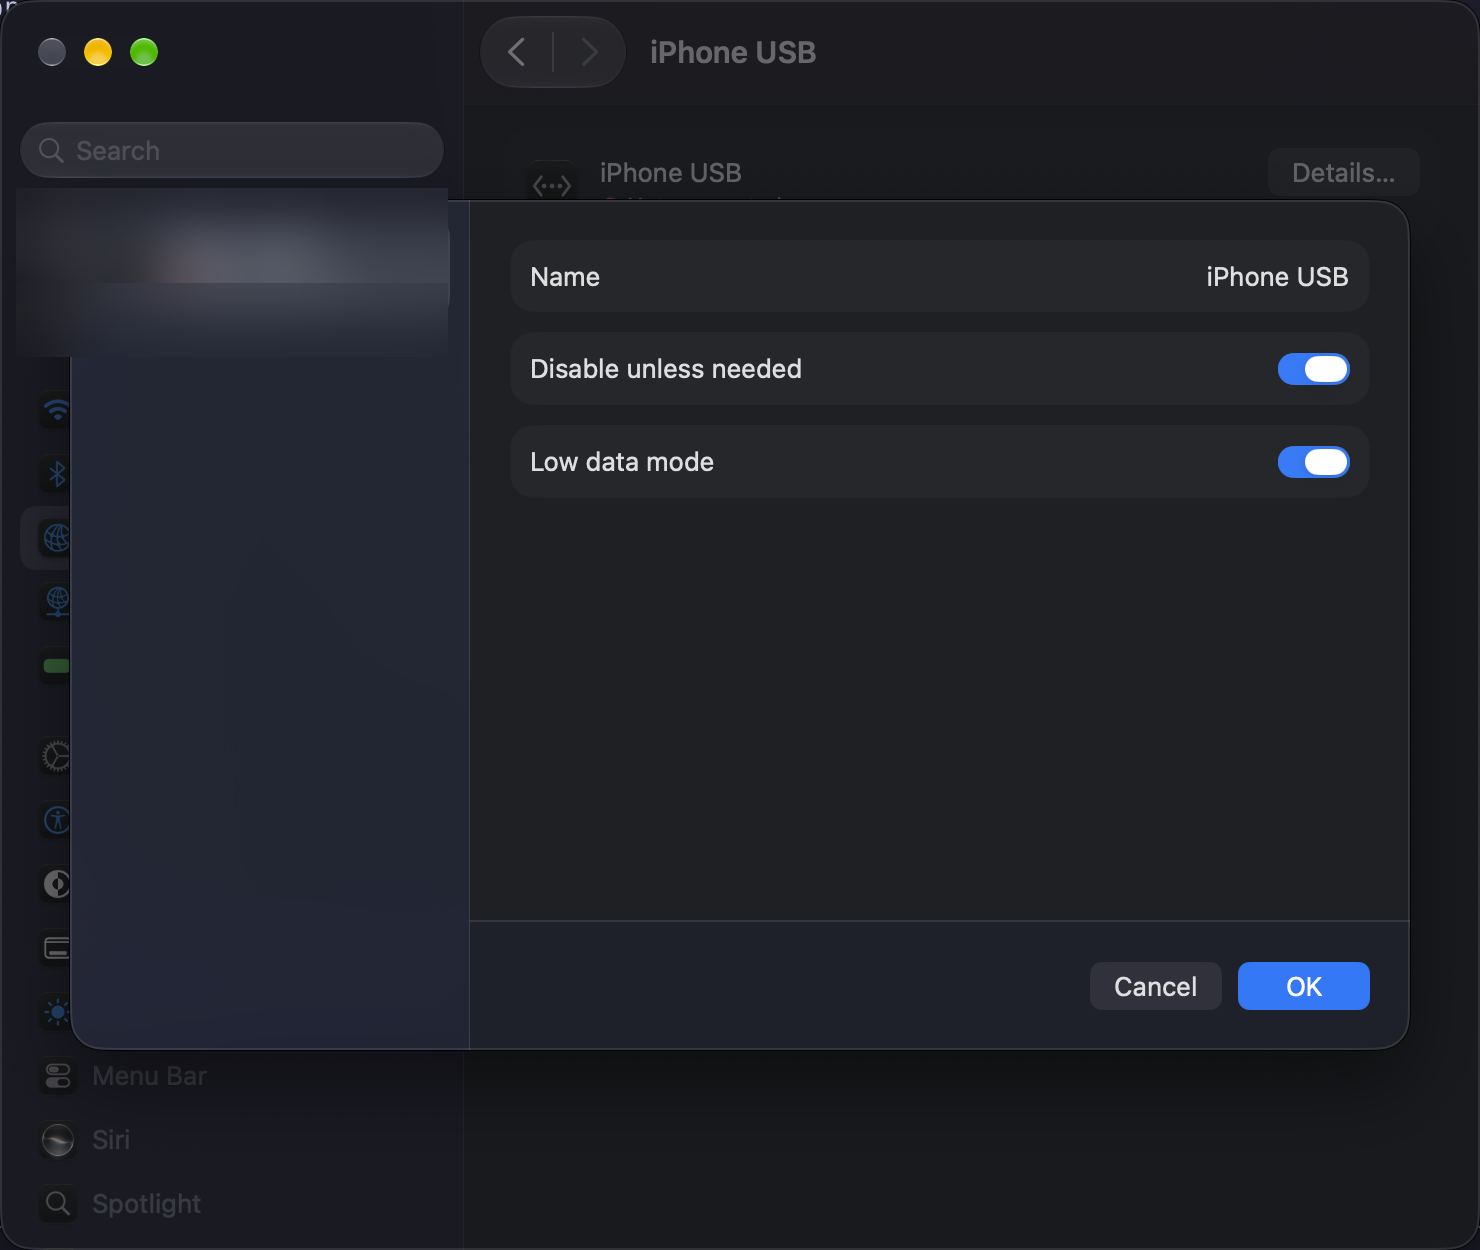 iPhone USB
Search
iPhone USB
Details...
Name
iPhone USB
Disable unless needed
Low data mode
Cancel
OK
Menu Bar
Siri
Spotlight